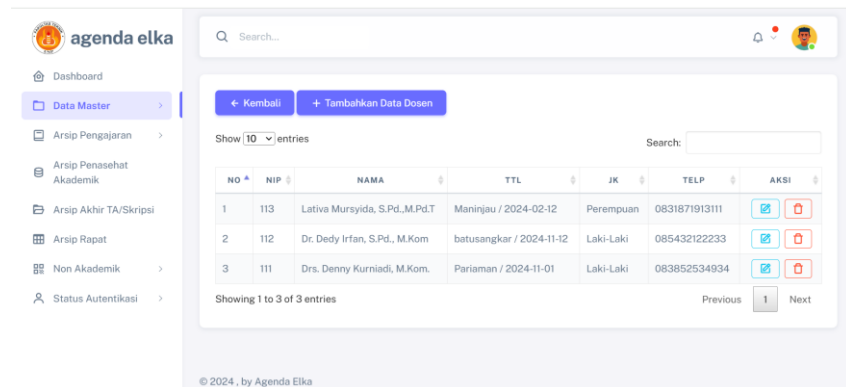 agenda elka
Search...
Dashboard
Data Master
Arsip Pengajaran
Arsip Penasehat
Akademik
Arsip Akhir TA/Skripsi
Arsip Rapat
Non Akademik
Status Autentikasi
← Kembali
+ Tambahkan Data Dosen
Show 10 entries
Search:
NO NIP NAMA TTL JK TELP AKSI
1 113 Lativa Mursyida, S.Pd.,M.Pd.T Maninjau / 2024-02-12 Perempuan 0831871913111
2 112 Dr. Dedy Irfan, S.Pd., M.Kom batusangkar / 2024-11-12 Laki-Laki 085432122233
3 111 Drs. Denny Kurniadi, M.Kom. Pariaman / 2024-11-01 Laki-Laki 083852534934
Showing 1 to 3 of 3 entries
Previous 1 Next
© 2024 , by Agenda Elka